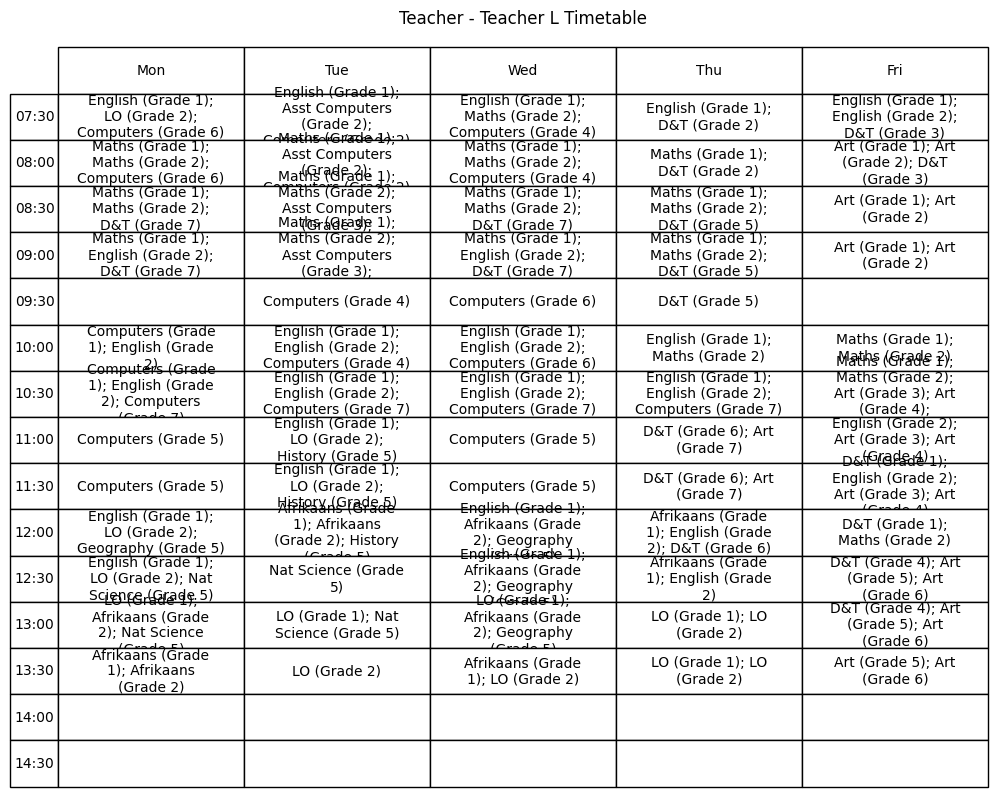 Teacher - Teacher L Timetable
Mon
Tue
Wed
Thu
Fri
07:30
English (Grade 1);
LO (Grade 2);
Computers (Grade 6)
English (Grade 1);
Asst Computers
(Grade 2);
English (Grade 1);
Maths (Grade 2);
Computers (Grade 4)
English (Grade 1);
D&T (Grade 2)
English (Grade 1);
English (Grade 2);
D&T (Grade 3)
08:00
Maths (Grade 1);
Maths (Grade 2);
Computers (Grade 6)
Maths (Grade 1);
Asst Computers
(Grade 2);
Maths (Grade 1);
Maths (Grade 2);
Computers (Grade 4)
Maths (Grade 1);
D&T (Grade 2)
Art (Grade 1); Art
(Grade 2); D&T
(Grade 3)
08:30
Maths (Grade 1);
Maths (Grade 2);
D&T (Grade 7)
Maths (Grade 1);
Maths (Grade 2);
Asst Computers
(Grade 3);
Maths (Grade 1);
Maths (Grade 2);
D&T (Grade 7)
Maths (Grade 1);
Maths (Grade 2);
D&T (Grade 5)
Art (Grade 1); Art
(Grade 2)
09:00
Maths (Grade 1);
English (Grade 2);
D&T (Grade 7)
Maths (Grade 1);
Maths (Grade 2);
Asst Computers
(Grade 3);
Maths (Grade 1);
English (Grade 2);
D&T (Grade 7)
Maths (Grade 1);
Maths (Grade 2);
D&T (Grade 5)
Art (Grade 1); Art
(Grade 2)
09:30
Computers (Grade 4)
Computers (Grade 6)
D&T (Grade 5)
10:00
Computers (Grade
1); English (Grade
2)
English (Grade 1);
English (Grade 2);
Computers (Grade 4)
English (Grade 1);
English (Grade 2);
Computers (Grade 6)
English (Grade 1);
Maths (Grade 2)
Maths (Grade 1);
Maths (Grade 2)
10:30
Computers (Grade
1); English (Grade
2); Computers
(Grade 7)
English (Grade 1);
English (Grade 2);
Computers (Grade 7)
English (Grade 1);
English (Grade 2);
Computers (Grade 7)
English (Grade 1);
English (Grade 2);
Computers (Grade 7)
Maths (Grade 1);
Maths (Grade 2);
Art (Grade 3); Art
(Grade 4);
11:00
Computers (Grade 5)
English (Grade 1);
LO (Grade 2);
History (Grade 5)
Computers (Grade 5)
D&T (Grade 6); Art
(Grade 7)
English (Grade 2);
Art (Grade 3); Art
(Grade 4)
11:30
Computers (Grade 5)
English (Grade 1);
LO (Grade 2);
History (Grade 5)
Computers (Grade 5)
D&T (Grade 6); Art
(Grade 7)
D&T (Grade 1);
English (Grade 2);
Art (Grade 3); Art
(Grade 4)
12:00
English (Grade 1);
LO (Grade 2);
Geography (Grade 5)
Afrikaans (Grade
1); Afrikaans
(Grade 2); History
(Grade 5)
English (Grade 1);
Afrikaans (Grade
2); Geography
Afrikaans (Grade
1); English (Grade
2); D&T (Grade 6)
D&T (Grade 1);
Maths (Grade 2)
12:30
English (Grade 1);
LO (Grade 2); Nat
Science (Grade 5)
Nat Science (Grade
5)
English (Grade 1);
Afrikaans (Grade
2); Geography
Afrikaans (Grade
1); English (Grade
2)
D&T (Grade 4); Art
(Grade 5); Art
(Grade 6)
13:00
LO (Grade 1);
Afrikaans (Grade
2); Nat Science
(Grade 5)
LO (Grade 1); Nat
Science (Grade 5)
LO (Grade 1);
Afrikaans (Grade
2); Geography
(Grade 5)
LO (Grade 1); LO
(Grade 2)
D&T (Grade 4); Art
(Grade 5); Art
(Grade 6)
13:30
Afrikaans (Grade
1); Afrikaans
(Grade 2)
LO (Grade 2)
Afrikaans (Grade
1); LO (Grade 2)
LO (Grade 1); LO
(Grade 2)
Art (Grade 5); Art
(Grade 6)
14:00
14:30